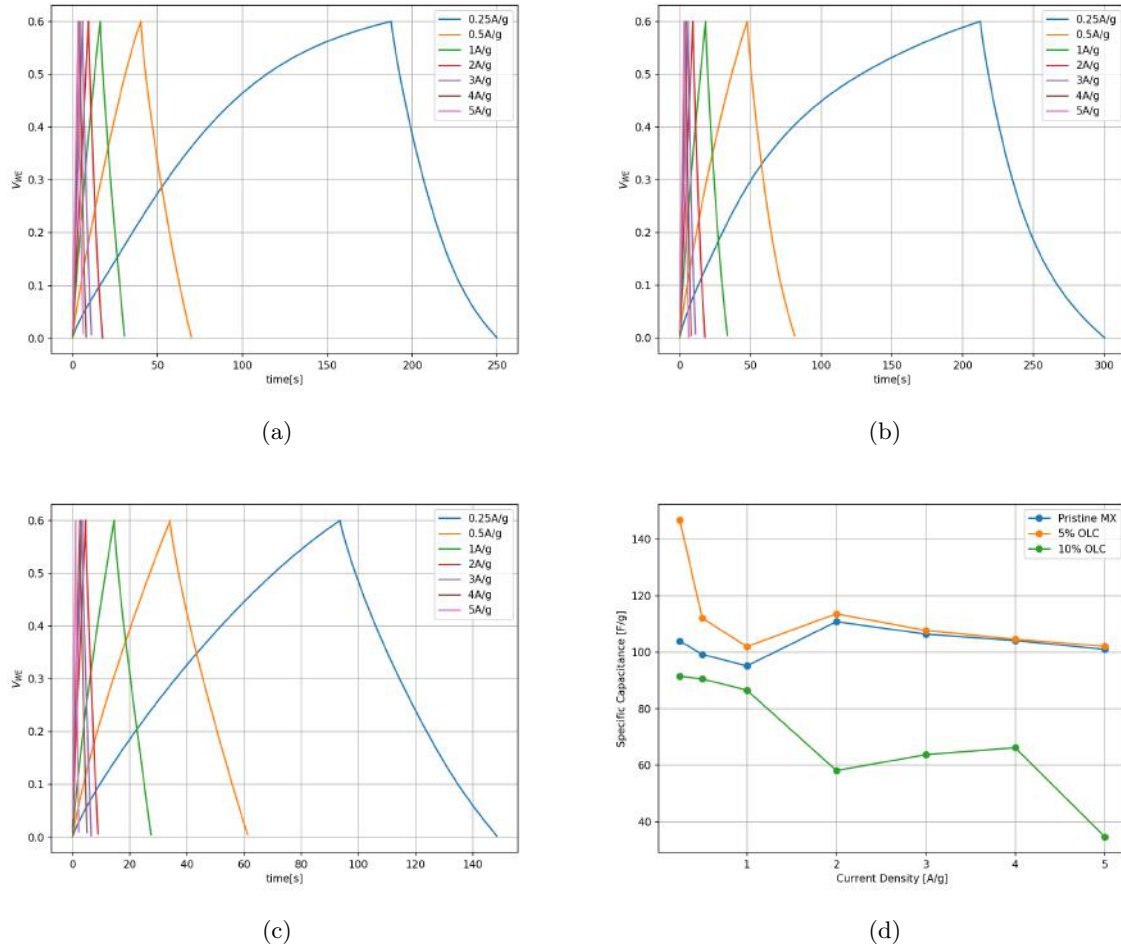 0.6
0.5
0.4
0.3
0.2
0.1
0.0
V_WE
0 50 100 150 200 250
time[s]
0.25A/g
0.5A/g
1A/g
2A/g
3A/g
4A/g
5A/g
(a)
0.6
0.5
0.4
0.3
0.2
0.1
0.0
V_WE
0 50 100 150 200 250 300
time[s]
0.25A/g
0.5A/g
1A/g
2A/g
3A/g
4A/g
5A/g
(b)
0.6
0.5
0.4
0.3
0.2
0.1
0.0
V_WE
0 20 40 60 80 100 120 140
time[s]
0.25A/g
0.5A/g
1A/g
2A/g
3A/g
4A/g
5A/g
(c)
140
120
100
80
60
40
Specific Capacitance [F/g]
1 2 3 4 5
Current Density [A/g]
Pristine MX
5% OLC
10% OLC
(d)